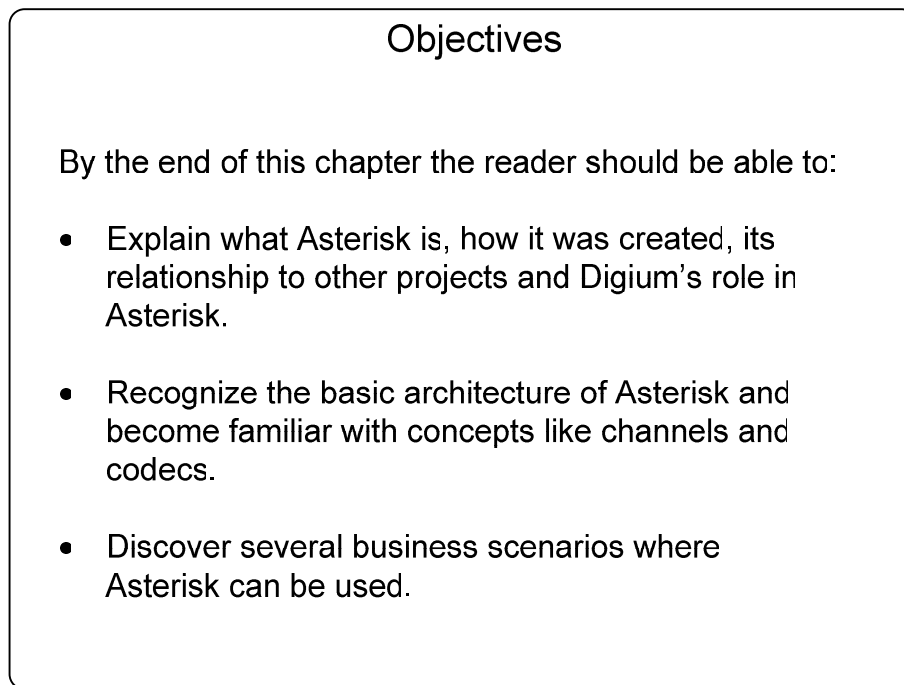 Objectives
By the end of this chapter the reader should be able to:
• Explain what Asterisk is, how it was created, its
relationship to other projects and Digium’s role in
Asterisk.
• Recognize the basic architecture of Asterisk and
become familiar with concepts like channels and
codecs.
• Discover several business scenarios where
Asterisk can be used.